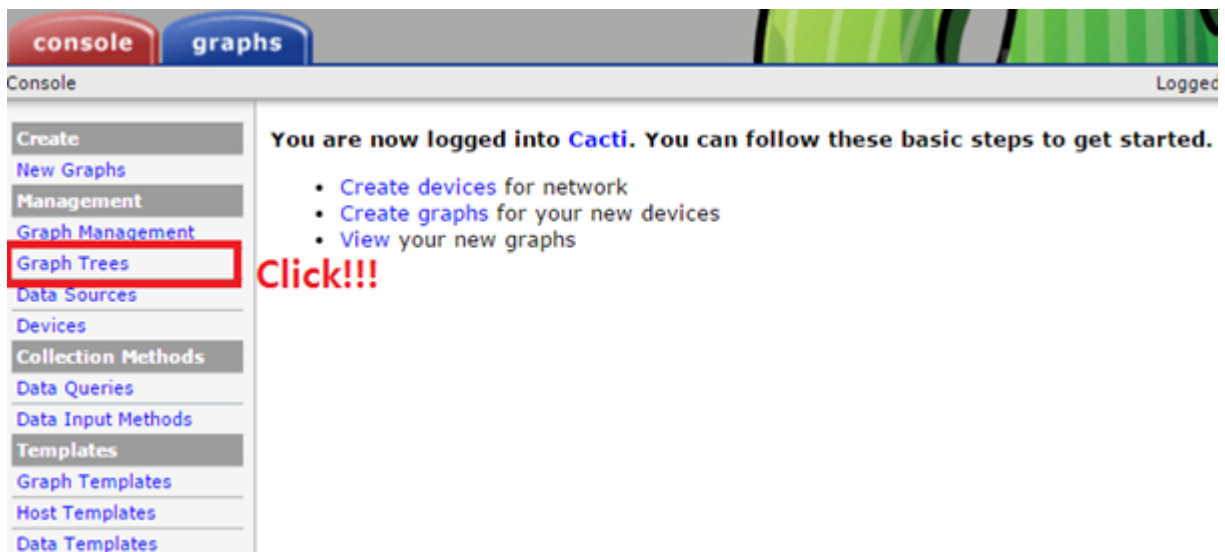 console
graphs
Console
Logged
Create
New Graphs
Management
Graph Management
Graph Trees
Data Sources
Devices
Collection Methods
Data Queries
Data Input Methods
Templates
Graph Templates
Host Templates
Data Templates
You are now logged into Cacti. You can follow these basic steps to get started.
• Create devices for network
• Create graphs for your new devices
• View your new graphs
Click!!!